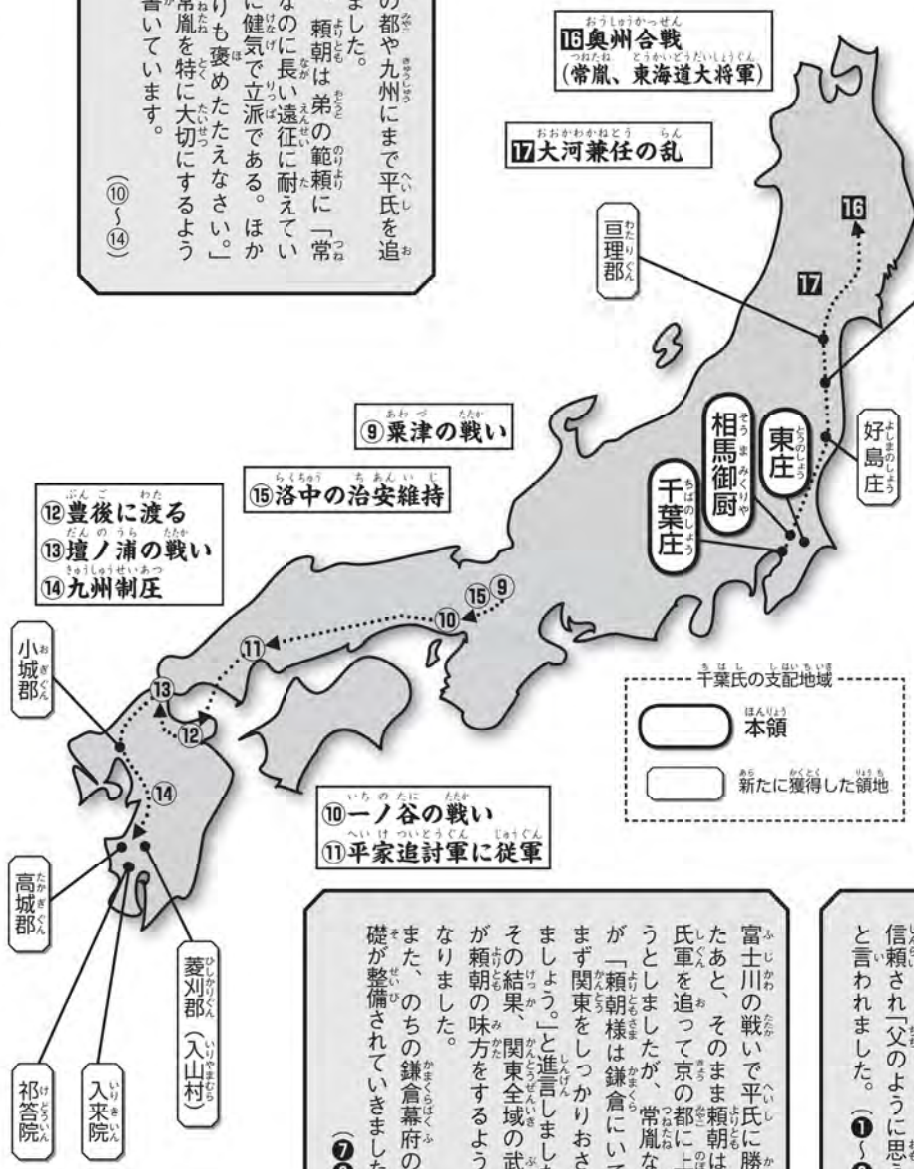 の都や九州にまで平氏を追
ました。
頼朝は弟の範頼に「常
なのに長い遠征に耐えてい
に健気で立派である。ほか
りも褒めたたえなさい。」
常胤を特に大切にするよう
書いています。
(⑩~⑭)
16奥州合戦
(常胤、東海道大将軍)
17大河兼任の乱
16
17
亘理郡
好島庄
相馬御厨
東庄
千葉庄
⑨粟津の戦い
⑮洛中の治安維持
⑫豊後に渡る
⑬壇ノ浦の戦い
⑭九州制圧
⑨
⑮
⑩
⑪
⑫
⑬
⑭
小城郡
高城郡
菱刈郡(入山村)
入来院
祁答院
⑩一ノ谷の戦い
⑪平家追討軍に従軍
千葉氏の支配地域
本領
新たに獲得した領地
信頼され「父のように思
と言われました。(❶~
富士川の戦いで平氏に勝
たあと、そのまま頼朝は
氏軍を追って京の都に上
うとしましたが、常胤な
が「頼朝様は鎌倉にいて
まず関東をしっかりおさ
ましょう。」と進言しまし
その結果、関東全域の武
が頼朝の味方をするよう
なりました。
また、のちの鎌倉幕府の
礎が整備されていきました
(❼